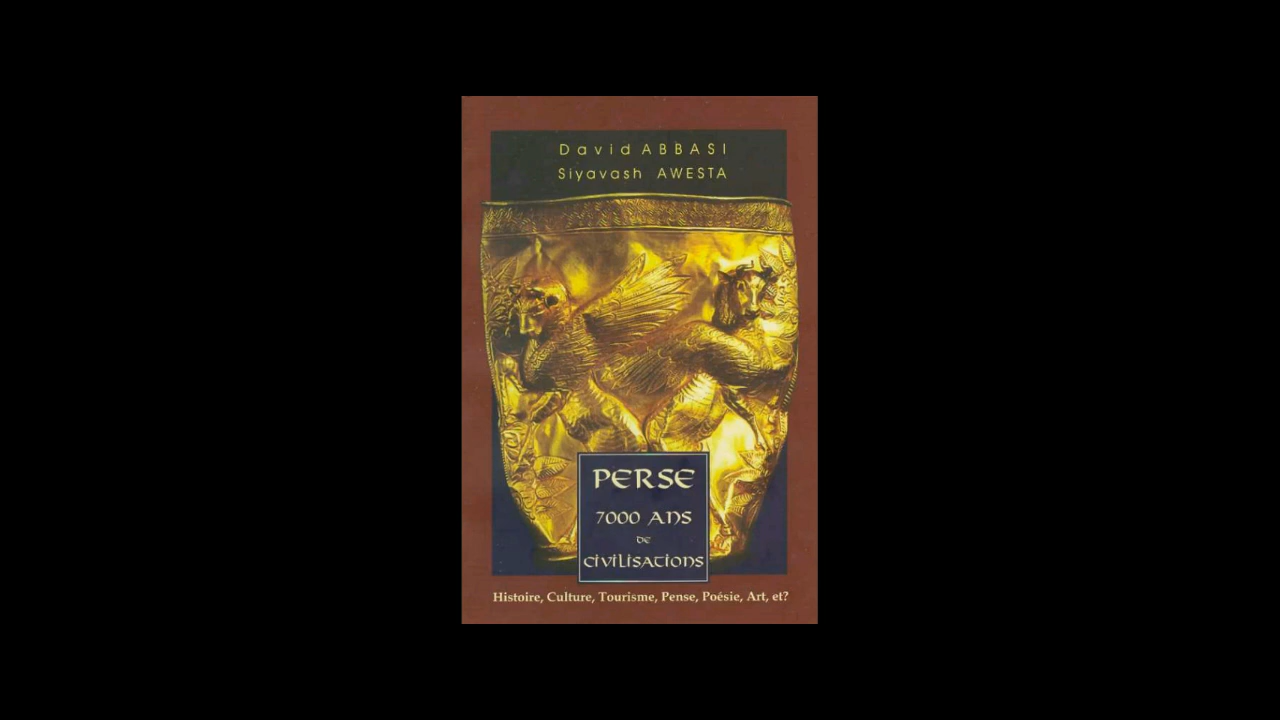 David ABBASI
Siyavash AWESTA
PERSE
7000 ANS
DE
CIVILISATIONS
Histoire, Culture, Tourisme, Pense, Poésie, Art, et?